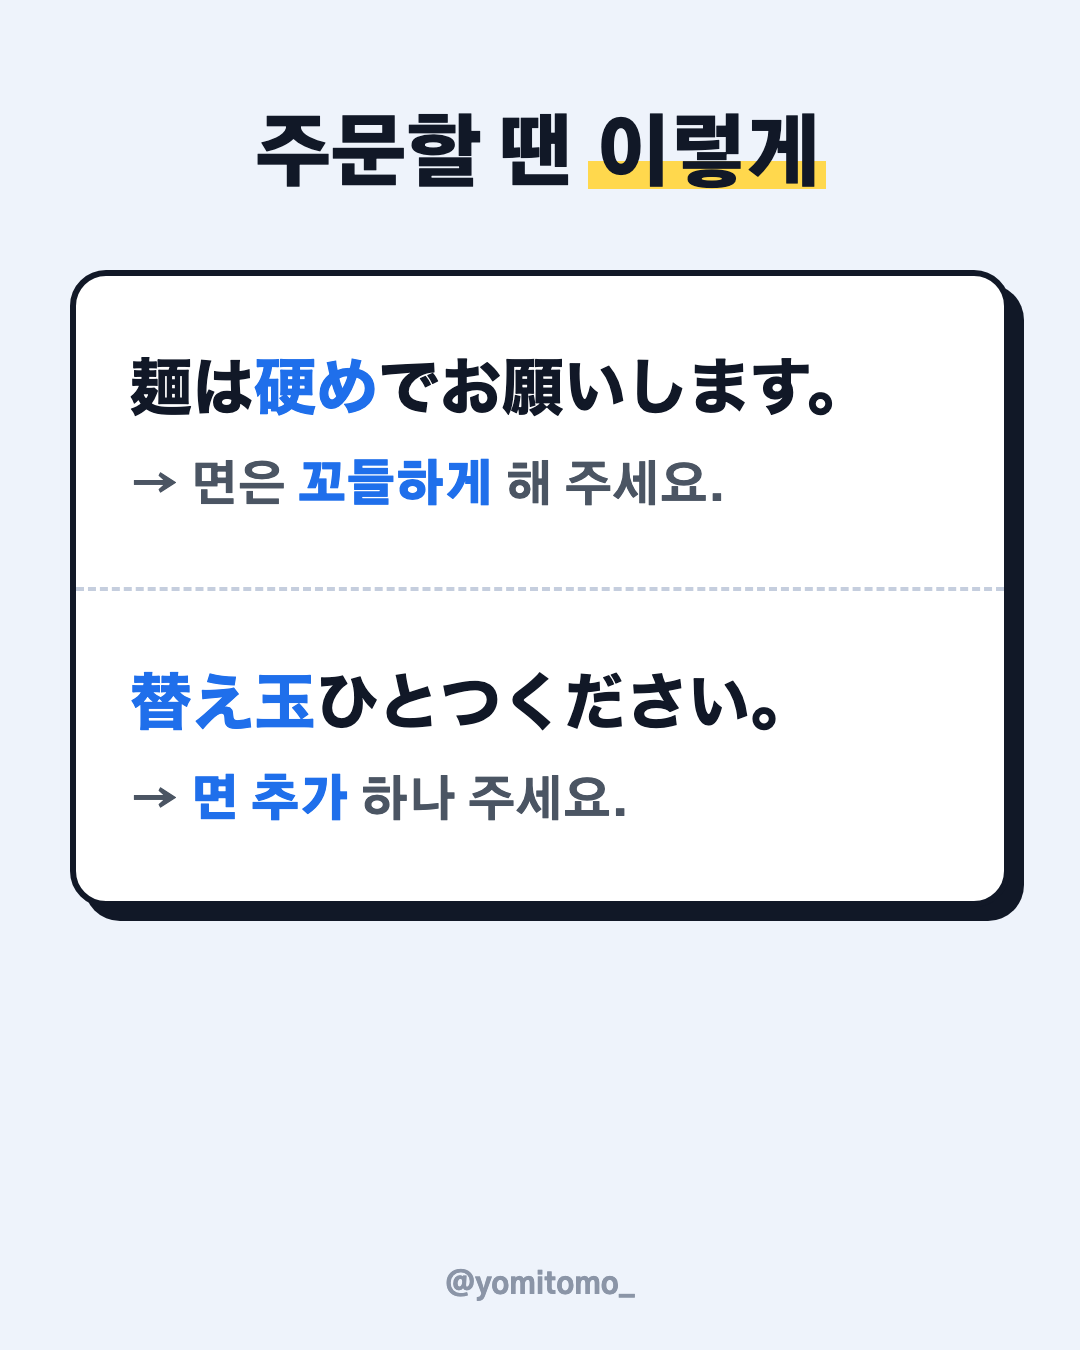 주문할 땐 이렇게
麺は硬めでお願いします。
→ 면은 꼬들하게 해 주세요.
替え玉ひとつください。
→ 면 추가 하나 주세요.
@yomitomo_